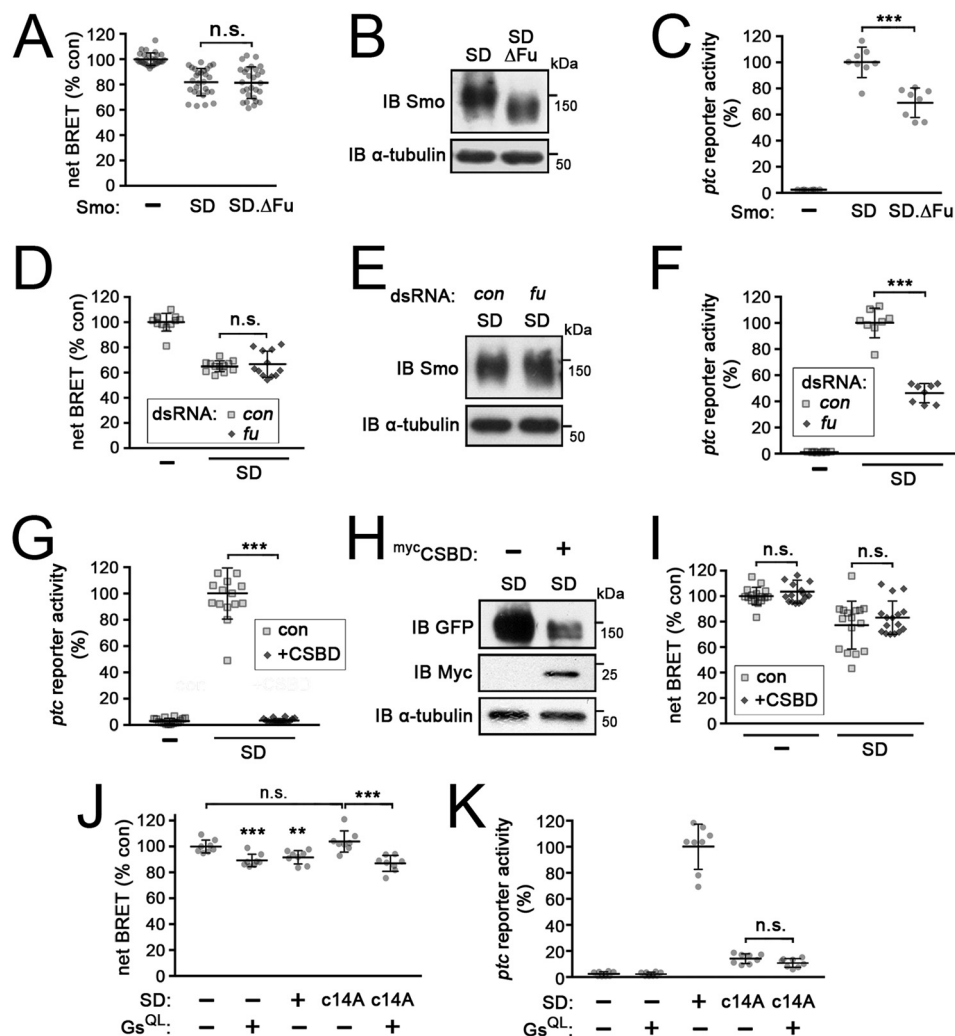 A
net BRET (% con)
120
100
80
60
40
20
0
n.s.
Smo: – SD SD.ΔFu
B
SD SD ΔFu
kDa
IB Smo
150
IB α-tubulin
50
C
ptc reporter activity (%)
120
100
80
60
40
20
0
***
Smo: – SD SD.ΔFu
D
net BRET (% con)
120
100
80
60
40
20
0
n.s.
dsRNA: con
fu
–
SD
E
dsRNA: con fu
SD SD
kDa
IB Smo
150
IB α-tubulin
50
F
ptc reporter activity (%)
120
100
80
60
40
20
0
***
dsRNA:
con
fu
–
SD
G
ptc reporter activity (%)
120
100
80
60
40
20
0
***
con
+CSBD
–
SD
H
mycCSBD: – +
SD SD
kDa
IB GFP
150
IB Myc
25
IB α-tubulin
50
I
net BRET (% con)
120
100
80
60
40
20
0
n.s. n.s.
con
+CSBD
–
SD
J
net BRET (% con)
120
100
80
60
40
20
0
n.s. ***
*** **
SD: – – + c14A c14A
GsQL: – + – – +
K
ptc reporter activity (%)
120
100
80
60
40
20
0
n.s.
SD: – – + c14A c14A
GsQL: – + – – +